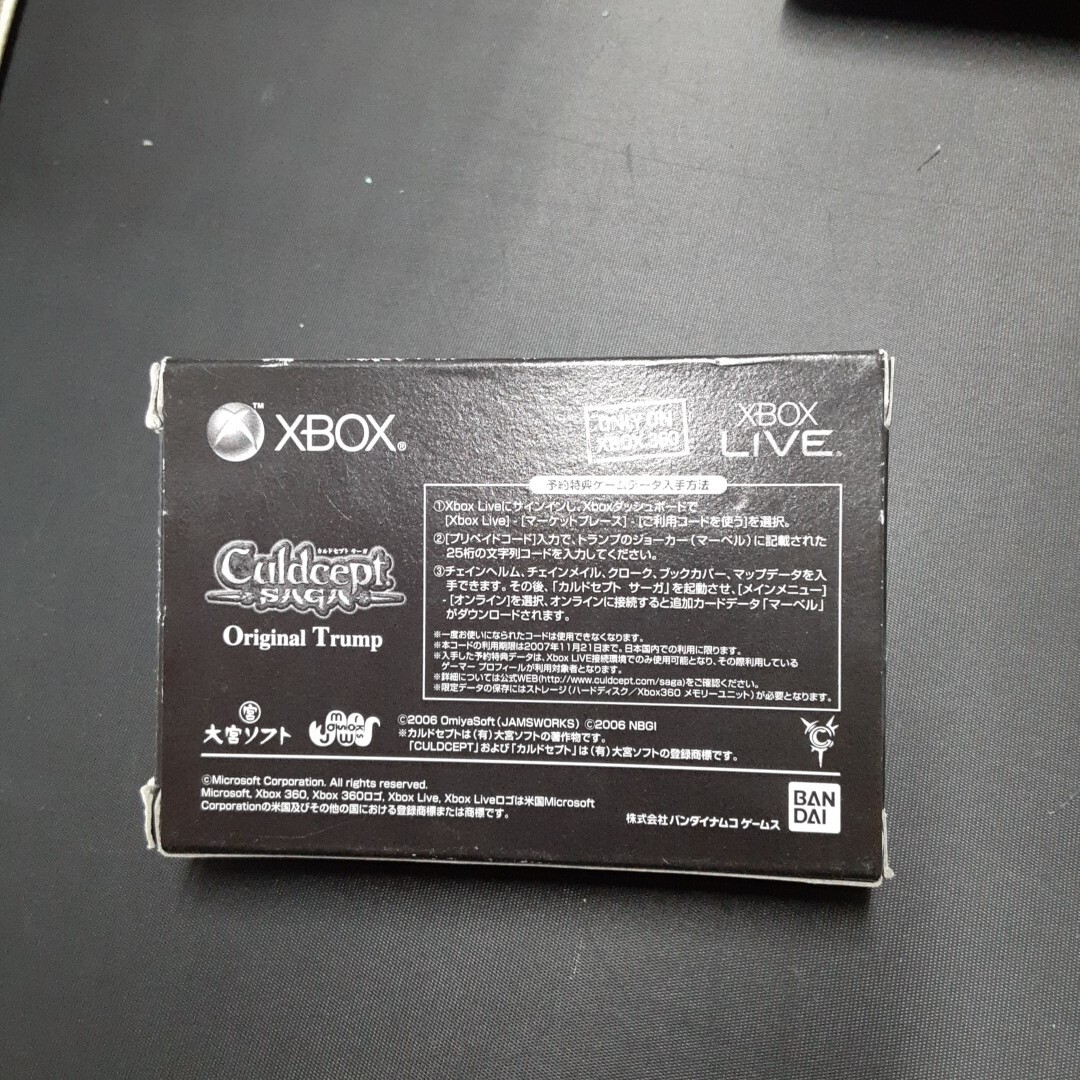 ™ XBOX®
ONLY ON
XBOX 360
XBOX
LIVE®
予約特典ゲームデータ入手方法
①Xbox Liveにサインインし、Xboxダッシュボードで
[Xbox Live] - [マーケットプレース] - [ご利用コードを使う]を選択。
②[プリペイドコード]入力で、トランプのジョーカー(マーベル)に記載された
25桁の文字列コードを入力してください。
③チェインヘルム、チェインメイル、クローク、ブックカバー、マップデータを入
手できます。その後、「カルドセプト サーガ」を起動させ、[メインメニュー]
- [オンライン]を選択、オンラインに接続すると追加カードデータ「マーベル」
がダウンロードされます。
※一度お使いになられたコードは使用できなくなります。
※本コードの利用期限は2007年11月21日まで。日本国内での利用に限ります。
※入手した予約特典データは、Xbox LIVE接続環境でのみ使用可能となり、その際利用している
ゲーマー プロフィールが利用対象者となります。
※詳細については公式WEB(http://www.culdcept.com/saga)をご確認ください。
※限定データの保存にはストレージ(ハードディスク/Xbox360 メモリーユニット)が必要となります。
カルドセプト サーガ
Culdcept
SAGA
Original Trump
宮
大宮ソフト
©2006 OmiyaSoft(JAMSWORKS) ©2006 NBGI
※カルドセプトは(有)大宮ソフトの著作物です。
「CULDCEPT」および「カルドセプト」は(有)大宮ソフトの登録商標です。
©Microsoft Corporation. All rights reserved.
Microsoft, Xbox 360, Xbox 360ロゴ, Xbox Live, Xbox Liveロゴは米国Microsoft
Corporationの米国及びその他の国における登録商標または商標です。
株式会社 バンダイナムコ ゲームス
BAN
DAI